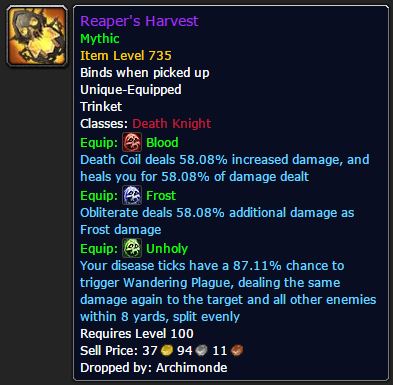 Reaper's Harvest
Mythic
Item Level 735
Binds when picked up
Unique-Equipped
Trinket
Classes: Death Knight
Equip: Blood
Death Coil deals 58.08% increased damage, and
heals you for 58.08% of damage dealt
Equip: Frost
Obliterate deals 58.08% additional damage as
Frost damage
Equip: Unholy
Your disease ticks have a 87.11% chance to
trigger Wandering Plague, dealing the same
damage again to the target and all other enemies
within 8 yards, split evenly
Requires Level 100
Sell Price: 37 94 11
Dropped by: Archimonde